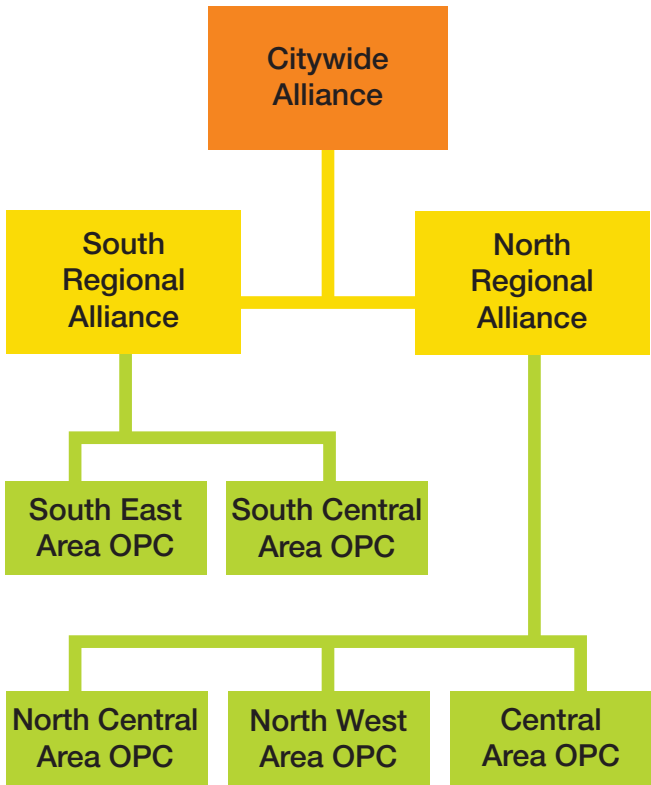 Citywide
Alliance
South
Regional
Alliance
North
Regional
Alliance
South East
Area OPC
South Central
Area OPC
North Central
Area OPC
North West
Area OPC
Central
Area OPC